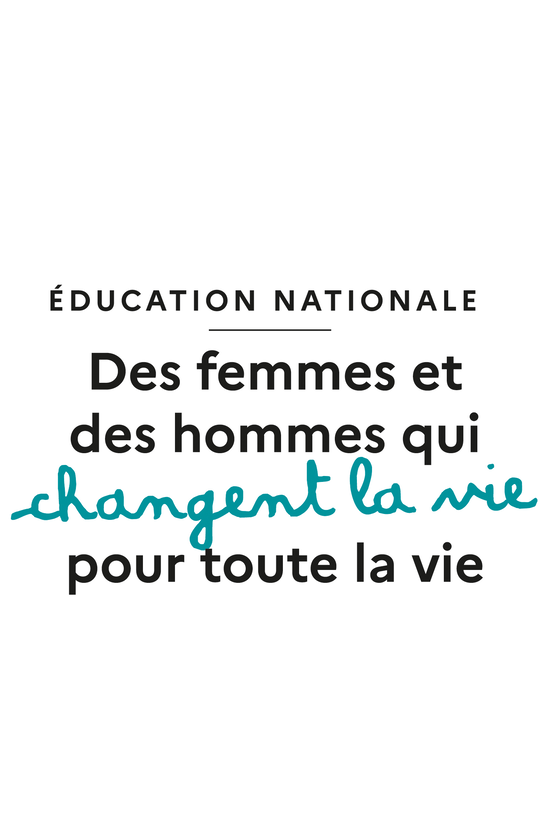 ÉDUCATION NATIONALE
Des femmes et
des hommes qui
changent la vie
pour toute la vie